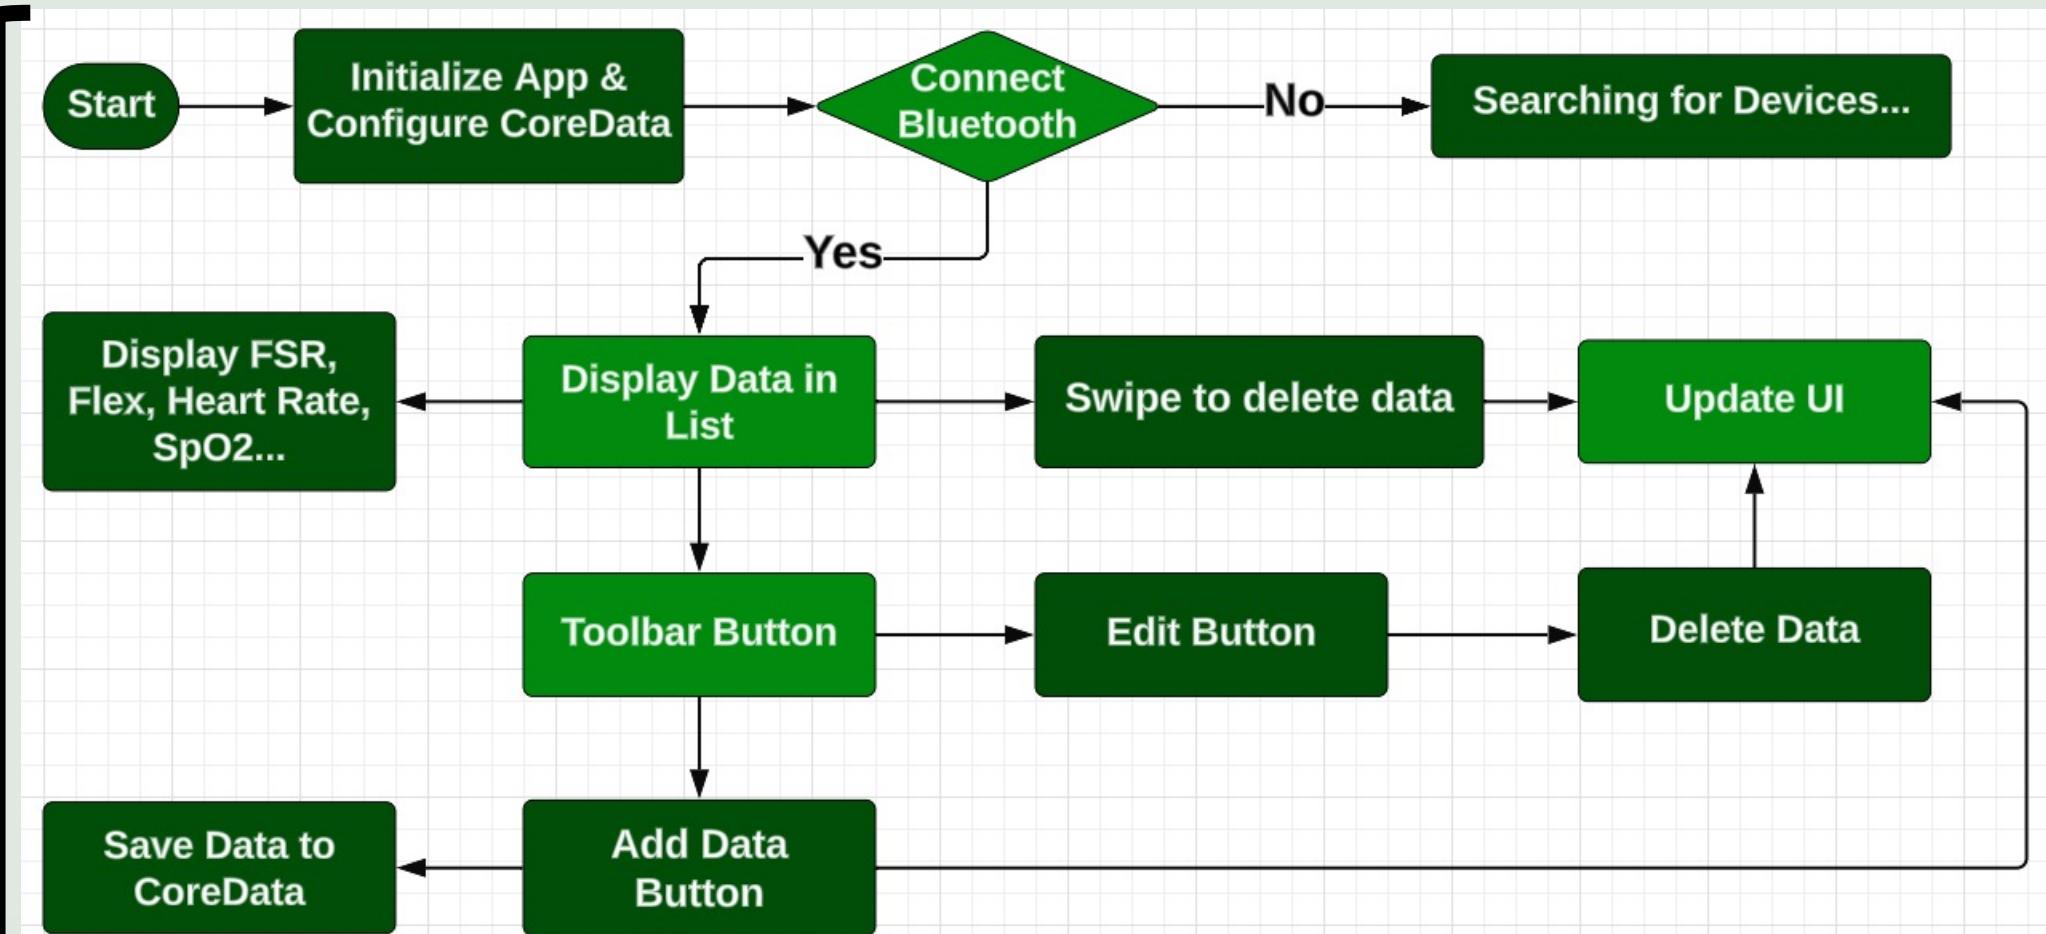 Start
Initialize App &
Configure CoreData
Connect
Bluetooth
No
Searching for Devices...
Yes
Display FSR,
Flex, Heart Rate,
SpO2...
Display Data in
List
Swipe to delete data
Update UI
Toolbar Button
Edit Button
Delete Data
Save Data to
CoreData
Add Data
Button